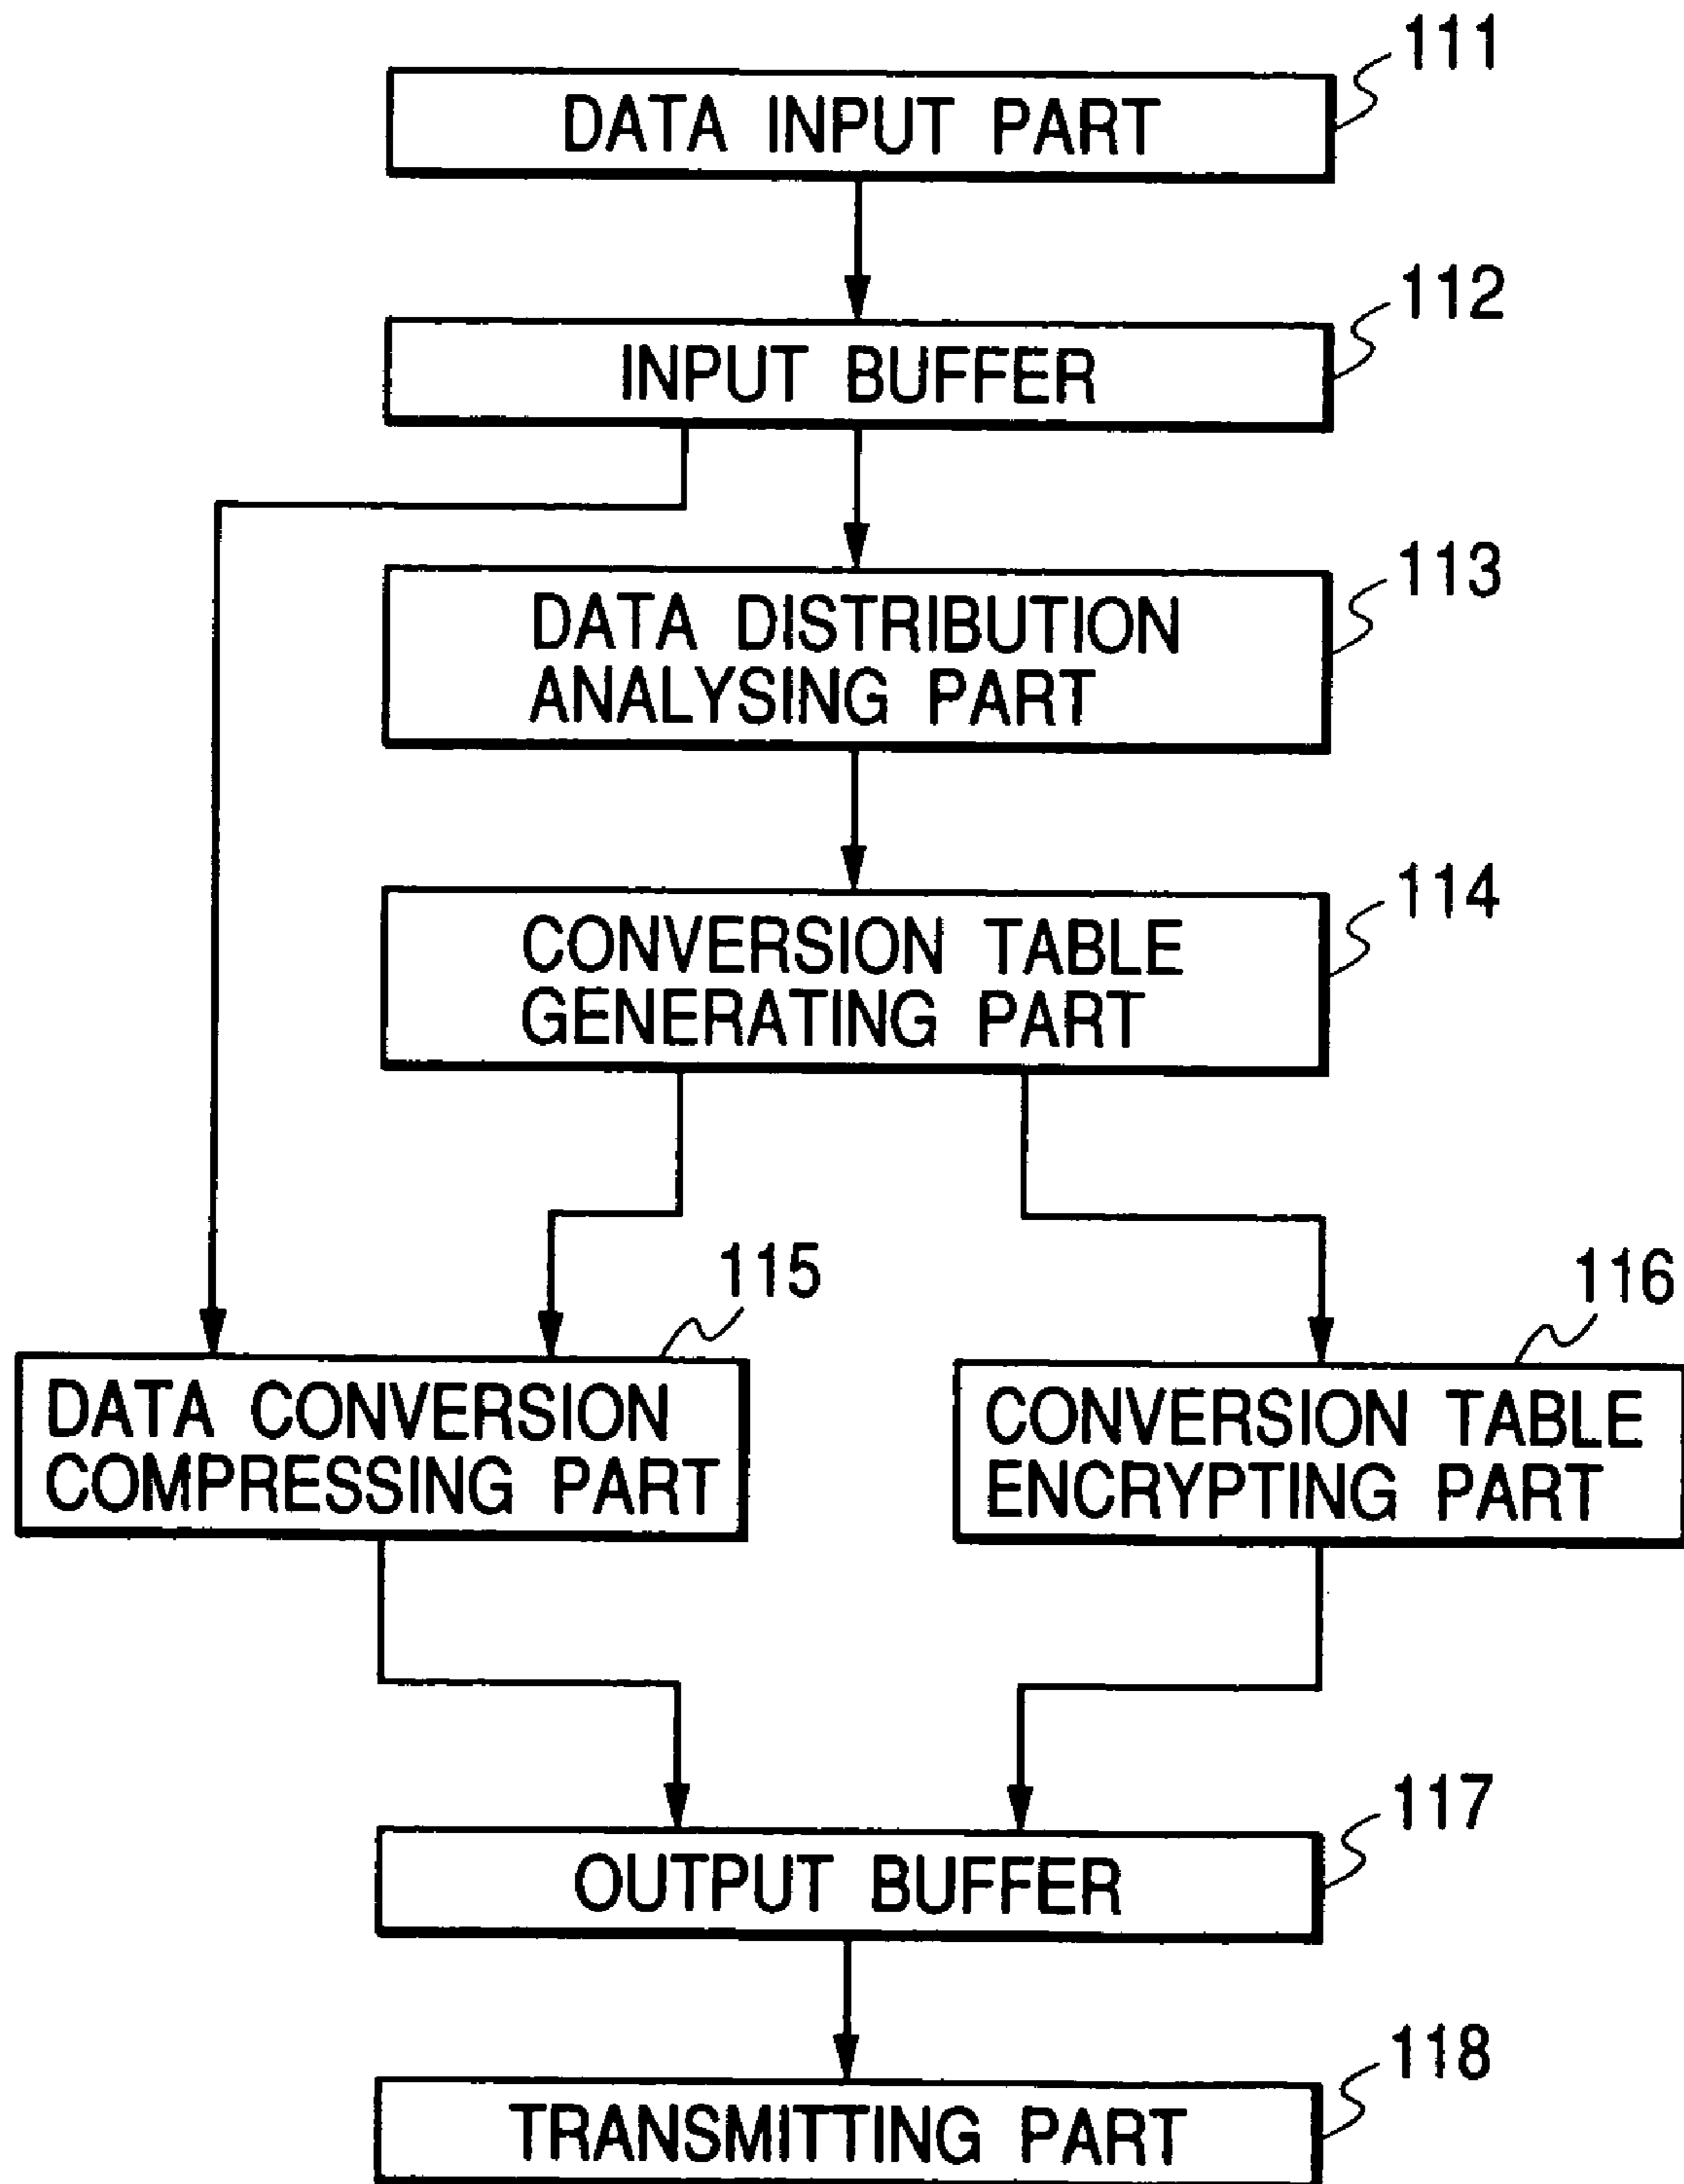 111
DATA INPUT PART
112
INPUT BUFFER
113
DATA DISTRIBUTION
ANALYSING PART
114
CONVERSION TABLE
GENERATING PART
115
DATA CONVERSION
COMPRESSING PART
116
CONVERSION TABLE
ENCRYPTING PART
117
OUTPUT BUFFER
118
TRANSMITTING PART